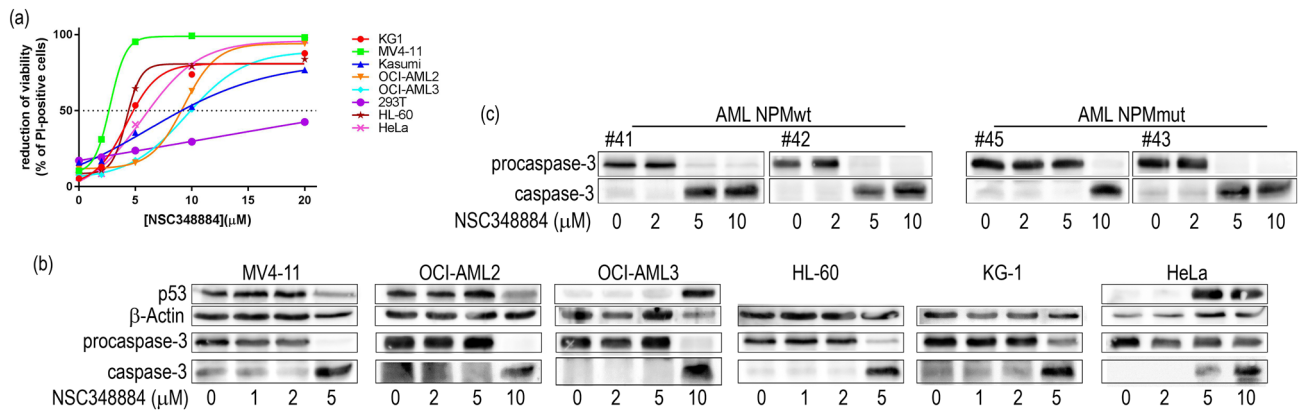 (a)
reduction of viability
(% of PI-positive cells)
100
50
0
0 5 10 15 20
[NSC348884](μM)
KG1
MV4-11
Kasumi
OCI-AML2
OCI-AML3
293T
HL-60
HeLa
(c)
AML NPMwt AML NPMmut
#41 #42 #45 #43
procaspase-3
caspase-3
NSC348884 (μM) 0 2 5 10 0 2 5 10 0 2 5 10 0 2 5 10
(b)
MV4-11 OCI-AML2 OCI-AML3 HL-60 KG-1 HeLa
p53
β-Actin
procaspase-3
caspase-3
NSC348884 (μM) 0 1 2 5 0 2 5 10 0 2 5 10 0 1 2 5 0 1 2 5 0 2 5 10